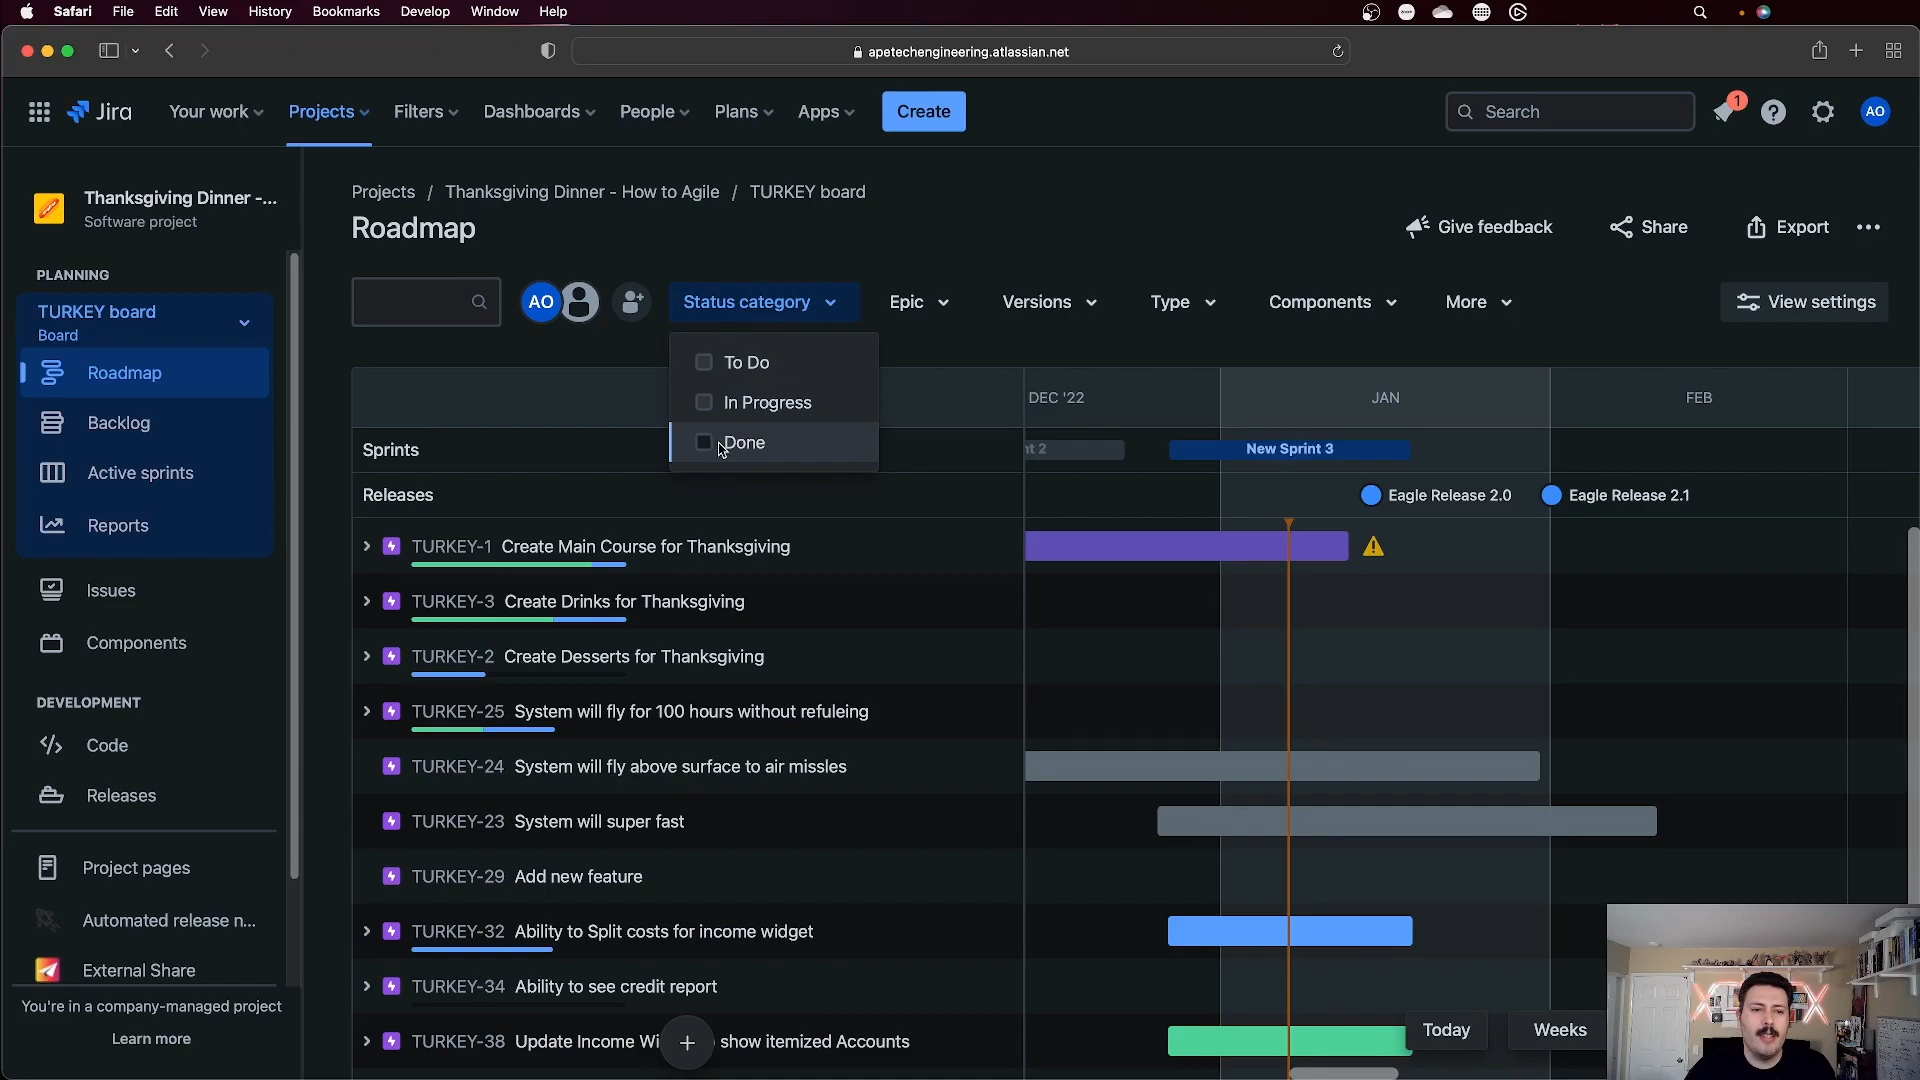 Safari File Edit View History Bookmarks Develop Window Help
apetechengineering.atlassian.net
Jira Your work Projects Filters Dashboards People Plans Apps Create Search 1 AO
Thanksgiving Dinner -...
Software project
PLANNING
TURKEY board
Board
Roadmap
Backlog
Active sprints
Reports
Issues
Components
DEVELOPMENT
Code
Releases
Project pages
Automated release n...
External Share
You're in a company-managed project
Learn more
Projects / Thanksgiving Dinner - How to Agile / TURKEY board
Roadmap
Give feedback Share Export
AO Status category Epic Versions Type Components More View settings
To Do
In Progress
Done
DEC '22 JAN FEB
Sprints nt 2 New Sprint 3
Releases Eagle Release 2.0 Eagle Release 2.1
TURKEY-1 Create Main Course for Thanksgiving
TURKEY-3 Create Drinks for Thanksgiving
TURKEY-2 Create Desserts for Thanksgiving
TURKEY-25 System will fly for 100 hours without refuleing
TURKEY-24 System will fly above surface to air missles
TURKEY-23 System will super fast
TURKEY-29 Add new feature
TURKEY-32 Ability to Split costs for income widget
TURKEY-34 Ability to see credit report
TURKEY-38 Update Income Wi show itemized Accounts
Today Weeks